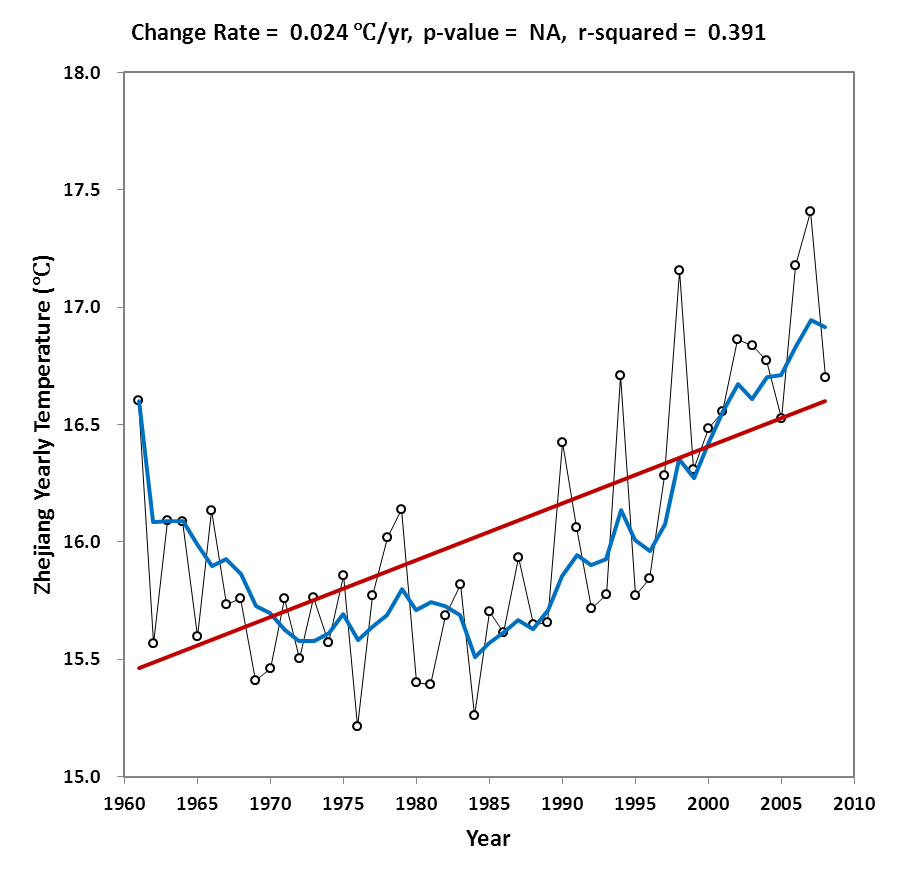 Change Rate = 0.024 ℃/yr, p-value = NA, r-squared = 0.391
18.0
17.5
17.0
16.5
16.0
15.5
15.0
Zhejiang Yearly Temperature (℃)
1960 1965 1970 1975 1980 1985 1990 1995 2000 2005 2010
Year